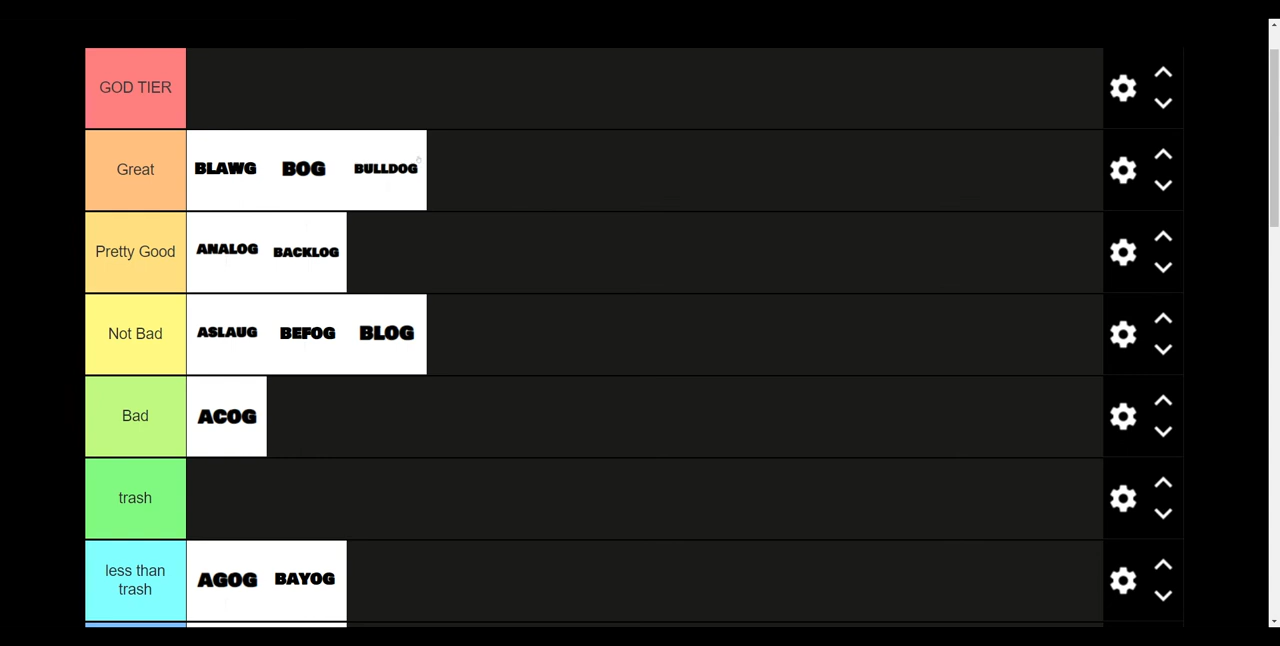 GOD TIER
Great
BLAWG BOG BULLDOG
Pretty Good
ANALOG BACKLOG
Not Bad
ASLAUG BEFOG BLOG
Bad
ACOG
trash
less than
trash
AGOG BAYOG